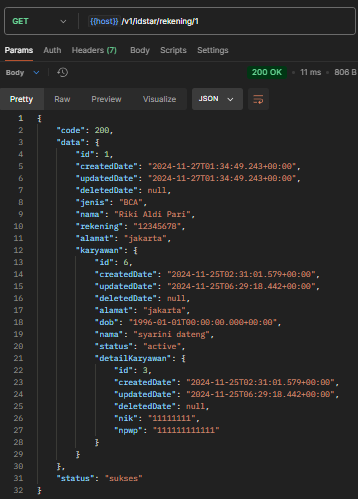 GET {{host}} /v1/idstar/rekening/1
Params Auth Headers (7) Body Scripts Settings
Body 200 OK • 11 ms • 806 B
Pretty Raw Preview Visualize JSON
1 {
2 "code": 200,
3 "data": {
4 "id": 1,
5 "createdDate": "2024-11-27T01:34:49.243+00:00",
6 "updatedDate": "2024-11-27T01:34:49.243+00:00",
7 "deletedDate": null,
8 "jenis": "BCA",
9 "nama": "Riki Aldi Pari",
10 "rekening": "12345678",
11 "alamat": "jakarta",
12 "karyawan": {
13 "id": 6,
14 "createdDate": "2024-11-25T02:31:01.579+00:00",
15 "updatedDate": "2024-11-25T06:29:18.442+00:00",
16 "deletedDate": null,
17 "alamat": "jakarta",
18 "dob": "1996-01-01T00:00:00.000+00:00",
19 "nama": "syarini dateng",
20 "status": "active",
21 "detailKaryawan": {
22 "id": 3,
23 "createdDate": "2024-11-25T02:31:01.579+00:00",
24 "updatedDate": "2024-11-25T06:29:18.442+00:00",
25 "deletedDate": null,
26 "nik": "11111111",
27 "npwp": "111111111111"
28 }
29 }
30 },
31 "status": "sukses"
32 }